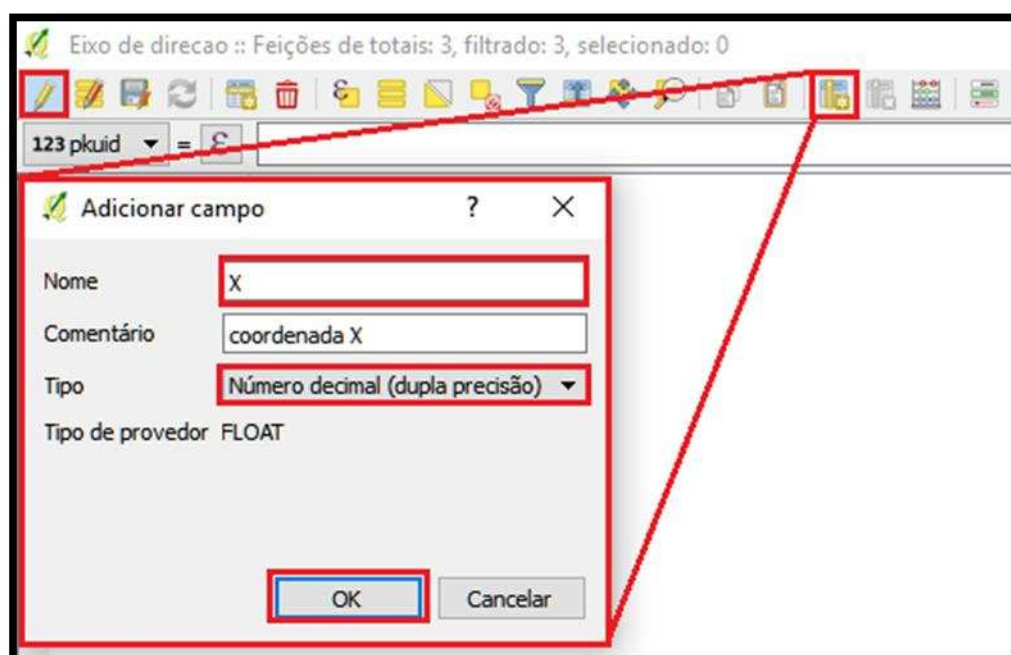 Eixo de direcao :: Feições de totais: 3, filtrado: 3, selecionado: 0
123 pkuid = ε
Adicionar campo ?
Nome X
Comentário coordenada X
Tipo Número decimal (dupla precisão)
Tipo de provedor FLOAT
OK Cancelar